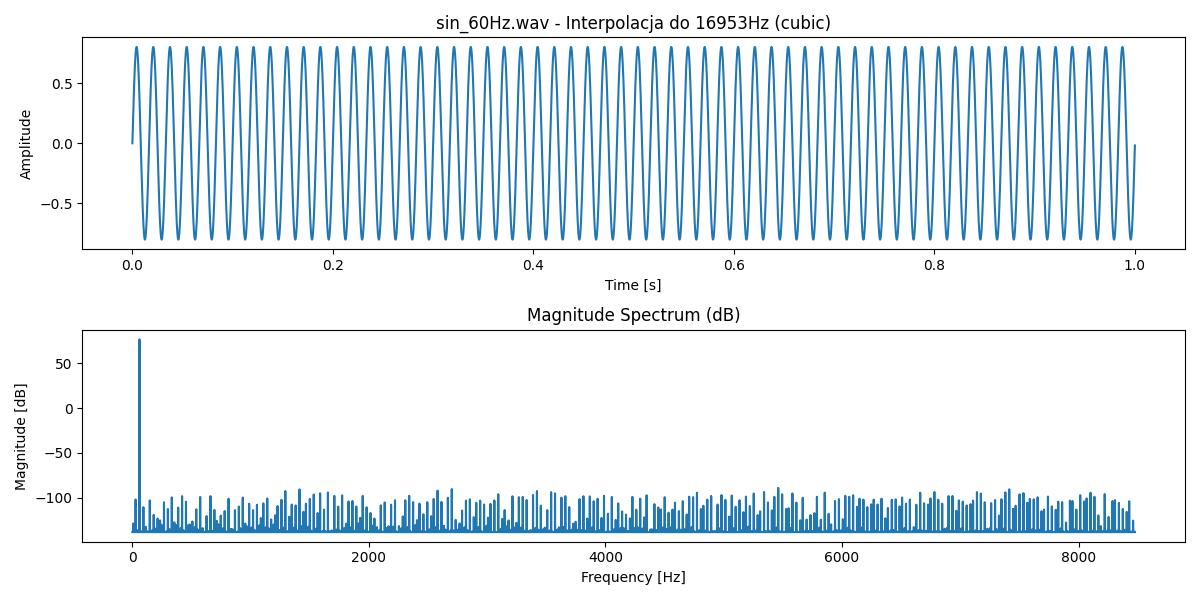 sin_60Hz.wav - Interpolacja do 16953Hz (cubic)
0.5
0.0
−0.5
Amplitude
0.0 0.2 0.4 0.6 0.8 1.0
Time [s]
Magnitude Spectrum (dB)
50
0
−50
−100
Magnitude [dB]
0 2000 4000 6000 8000
Frequency [Hz]